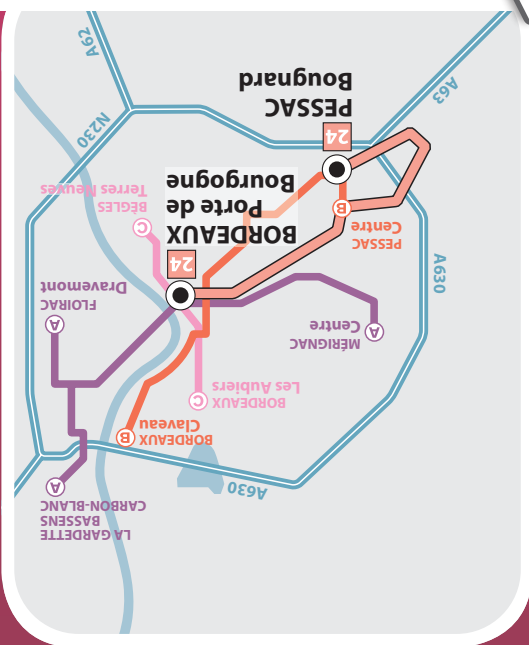 LA GARDETTE
BASSENS
CARBON-BLANC
A
A630
B
BORDEAUX
Claveau
C
BORDEAUX
Les Aubiers
A
MÉRIGNAC
Centre
A
FLOIRAC
Dravemont
A630
24
BORDEAUX
Porte de
Bourgogne
C
BÈGLES
Terres Neuves
PESSAC
Centre
B
24
PESSAC
Bougnard
N230
A63
A62